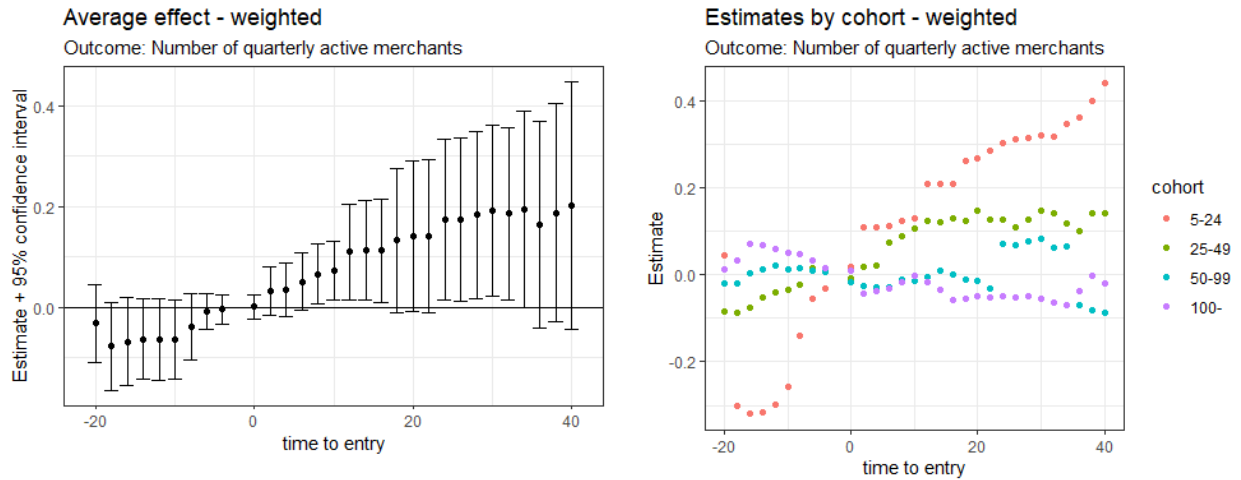 Average effect - weighted
Outcome: Number of quarterly active merchants
Estimate + 95% confidence interval
0.4
0.2
0.0
-20
0
20
40
time to entry
Estimates by cohort - weighted
Outcome: Number of quarterly active merchants
Estimate
0.4
0.2
0.0
-0.2
-20
0
20
40
time to entry
cohort
5-24
25-49
50-99
100-